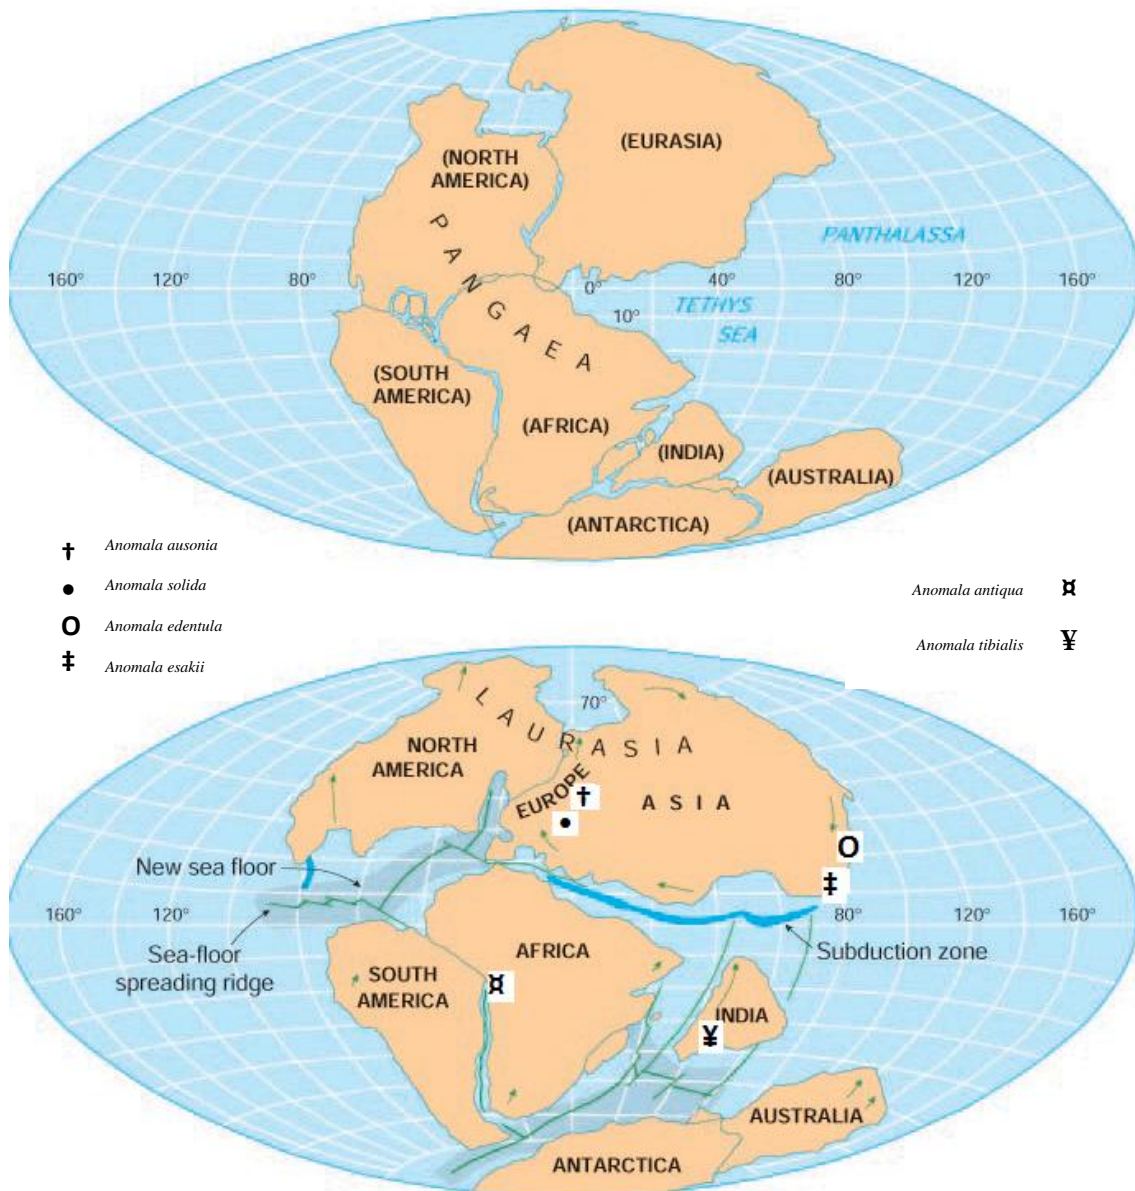 (EURASIA)
(NORTH
AMERICA)
PANGAEA
PANTHALASSA
160°
120°
80°
0°
40°
80°
120°
160°
10°
TETHYS
SEA
(SOUTH
AMERICA)
(AFRICA)
(INDIA)
(AUSTRALIA)
(ANTARCTICA)
† Anomala ausonia
● Anomala solida
O Anomala edentula
‡ Anomala esakii
Anomala antiqua ¤
Anomala tibialis ¥
70°
LAURASIA
NORTH
AMERICA
EUROPE
†
ASIA
●
O
New sea floor
‡
160°
120°
80°
120°
160°
Sea-floor
spreading ridge
AFRICA
Subduction zone
SOUTH
AMERICA
¤
INDIA
¥
AUSTRALIA
ANTARCTICA